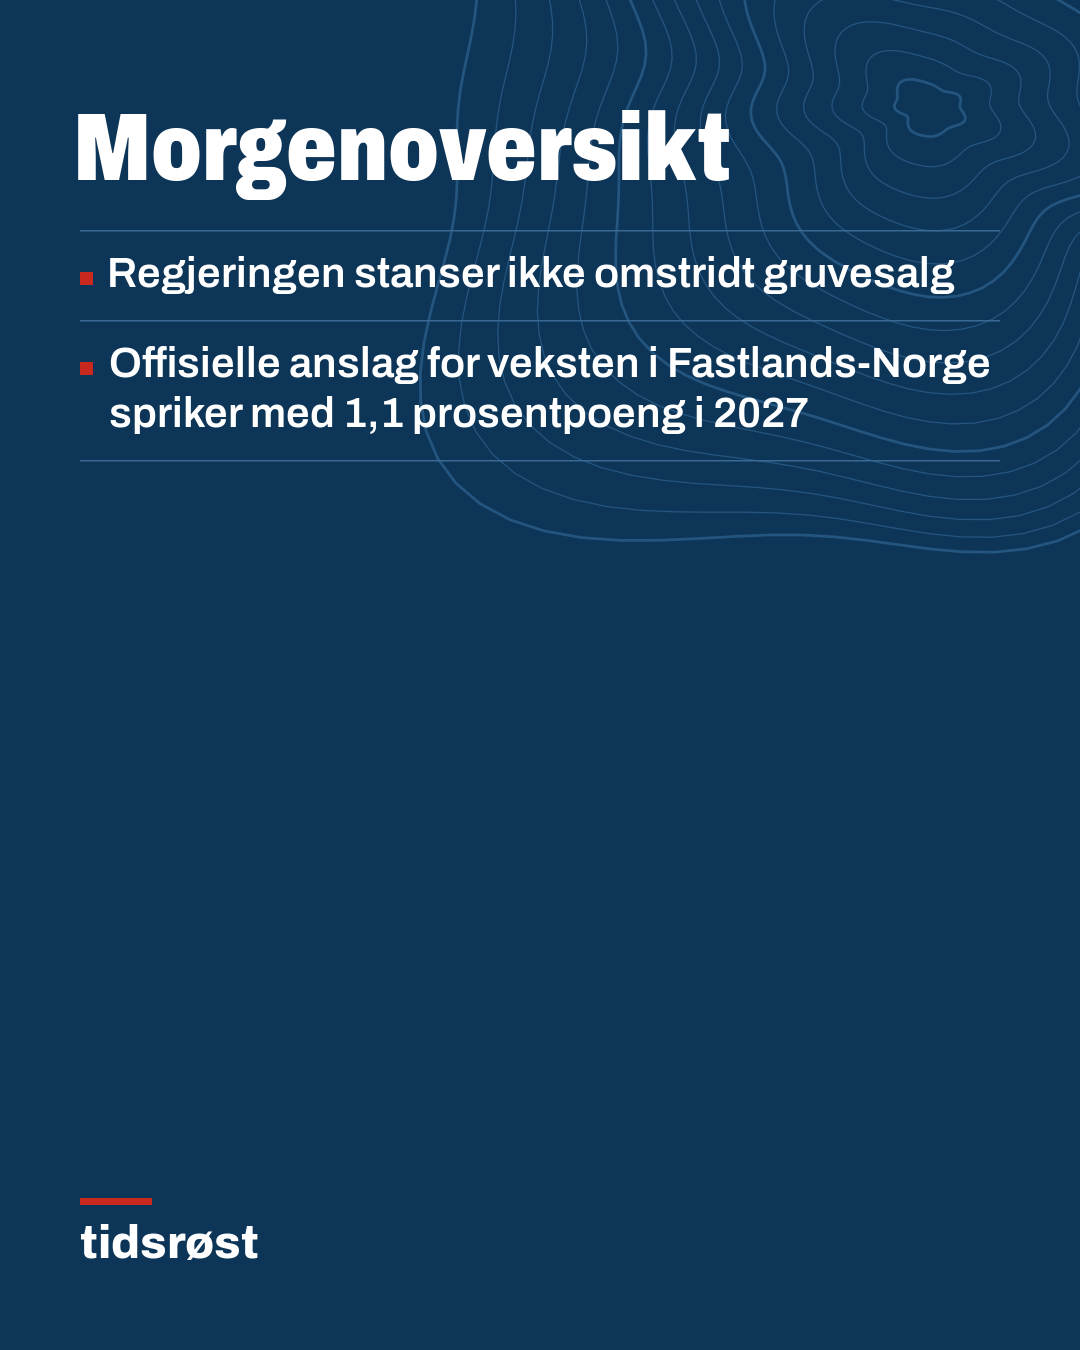 Morgenoversikt
Regjeringen stanser ikke omstridt gruvesalg
Offisielle anslag for veksten i Fastlands-Norge
spriker med 1,1 prosentpoeng i 2027
tidsrøst